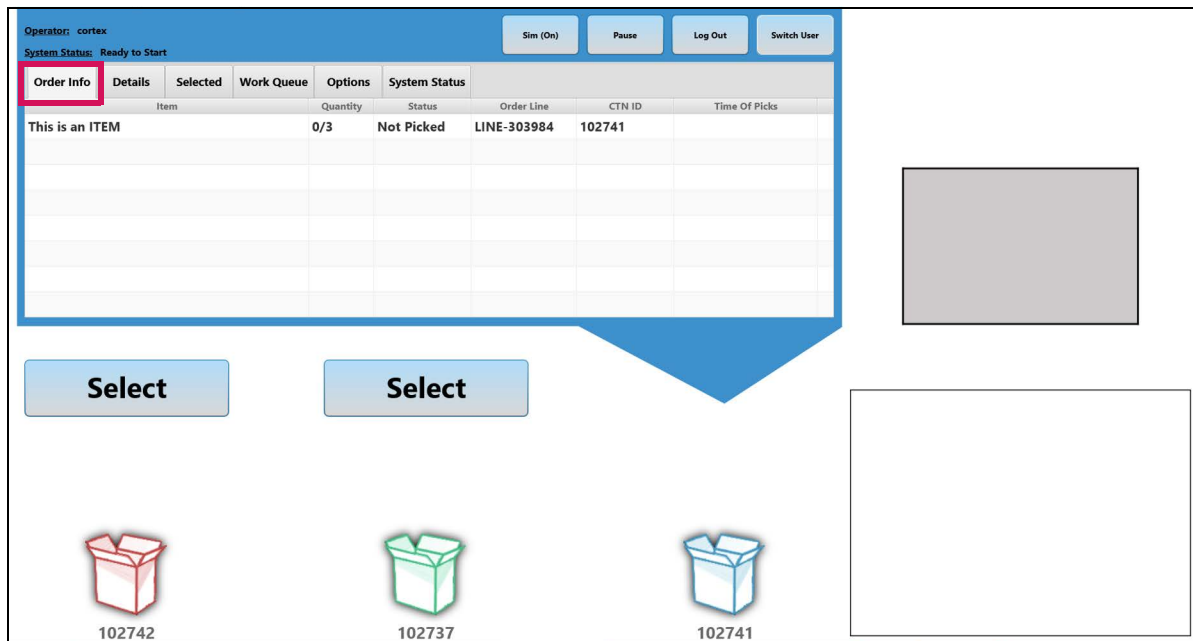 Operator: cortex
System Status: Ready to Start
Sim (On) Pause Log Out Switch User
Order Info Details Selected Work Queue Options System Status
Item Quantity Status Order Line CTN ID Time Of Picks
This is an ITEM 0/3 Not Picked LINE-303984 102741
Select Select
102742 102737 102741